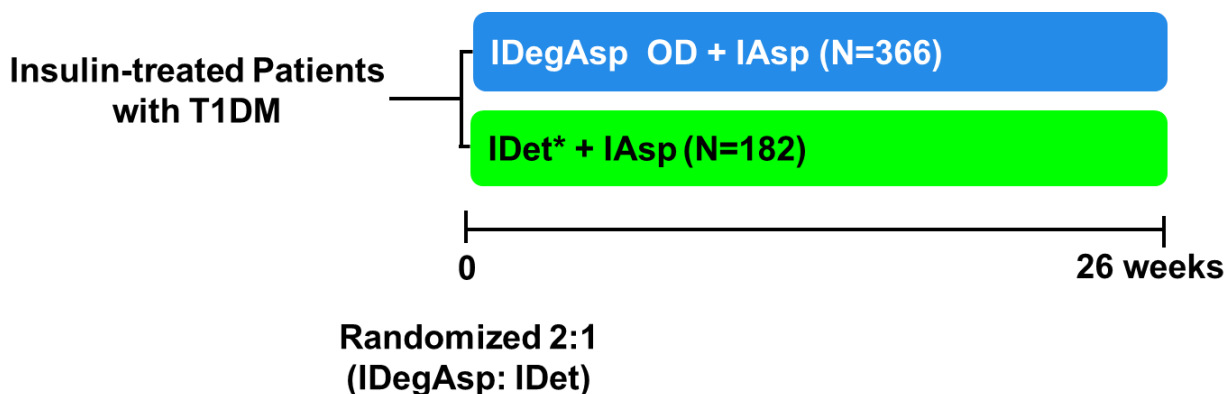 Insulin-treated Patients
with T1DM
IDegAsp OD + IAsp (N=366)
IDet* + IAsp (N=182)
0
26 weeks
Randomized 2:1
(IDegAsp: IDet)